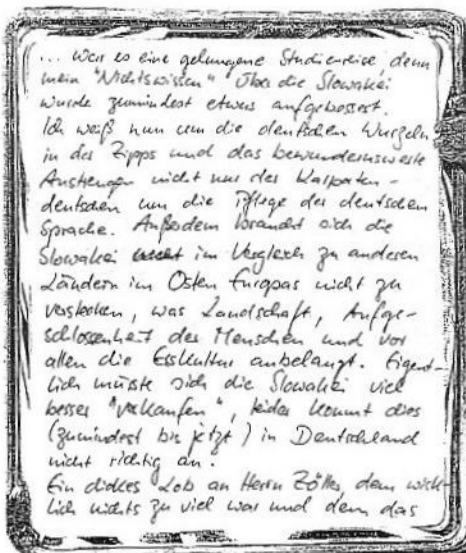 ... war es eine gelungene Studienreise, denn
mein "Nichtswissen" über die Slowakei
wurde zumindest etwas aufgebessert.
Ich weiß nun um die deutschen Wurzeln
in der Zipps und das bewundernswerte
Anstrengen nicht nur der Karpaten-
deutschen um die Pflege der deutschen
Sprache. Außerdem braucht sich die
Slowakei im Vergleich zu anderen
Ländern im Osten Europas nicht zu
verstecken, was Landschaft, Aufge-
schlossenheit der Menschen und vor
allen die Esskultur anbelangt. Eigent-
lich müsste sich die Slowakei viel
besser "verkaufen", leider kommt dies
(zumindest bis jetzt) in Deutschland
nicht richtig an.
Ein dickes Lob an Herrn Zöller, dem wirk-
lich nichts zu viel war und dem das